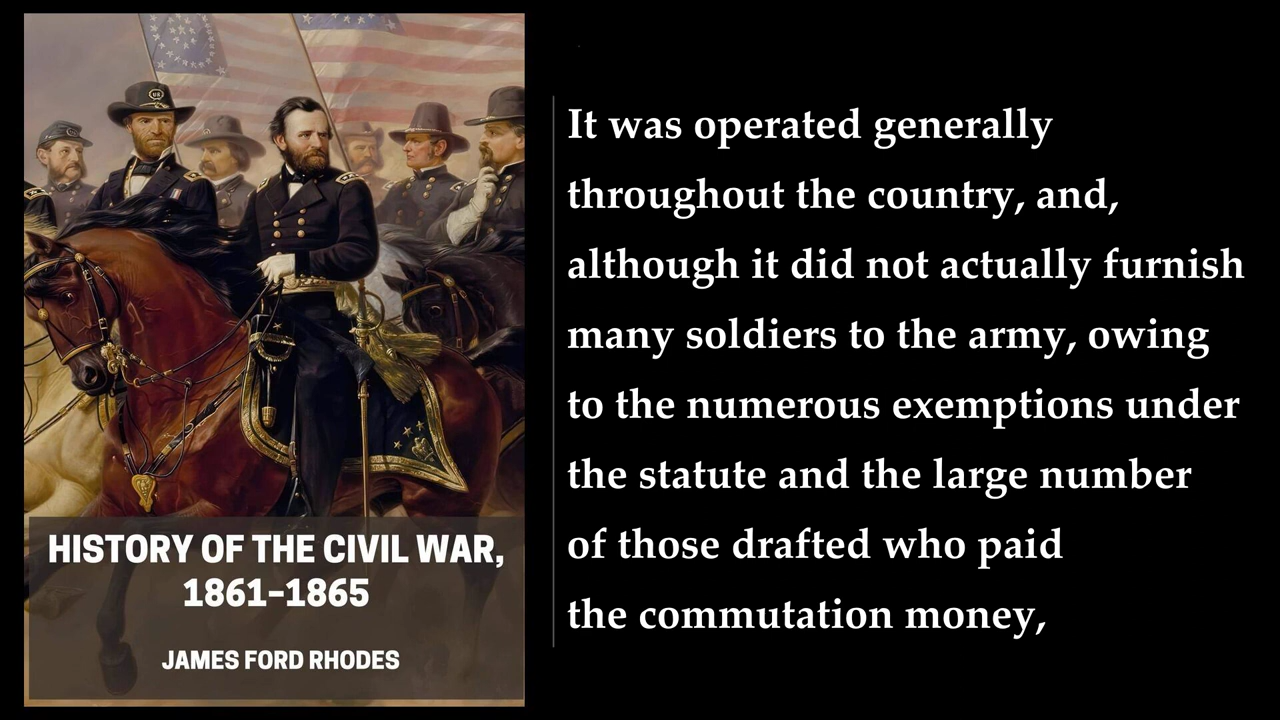 HISTORY OF THE CIVIL WAR,
1861–1865
JAMES FORD RHODES
It was operated generally
throughout the country, and,
although it did not actually furnish
many soldiers to the army, owing
to the numerous exemptions under
the statute and the large number
of those drafted who paid
the commutation money,